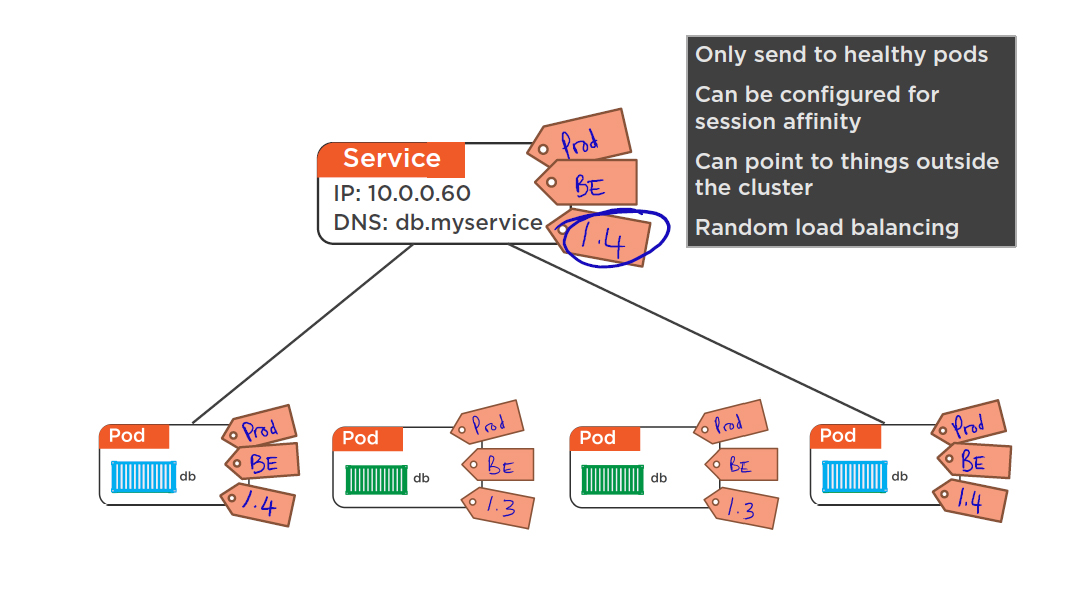 Only send to healthy pods
Can be configured for
session affinity
Can point to things outside
the cluster
Random load balancing
Service
IP: 10.0.0.60
DNS: db.myservice
Prod
BE
1.4
Pod
db
Prod
BE
1.4
Pod
db
Prod
BE
1.3
Pod
db
Prod
BE
1.3
Pod
db
Prod
BE
1.4